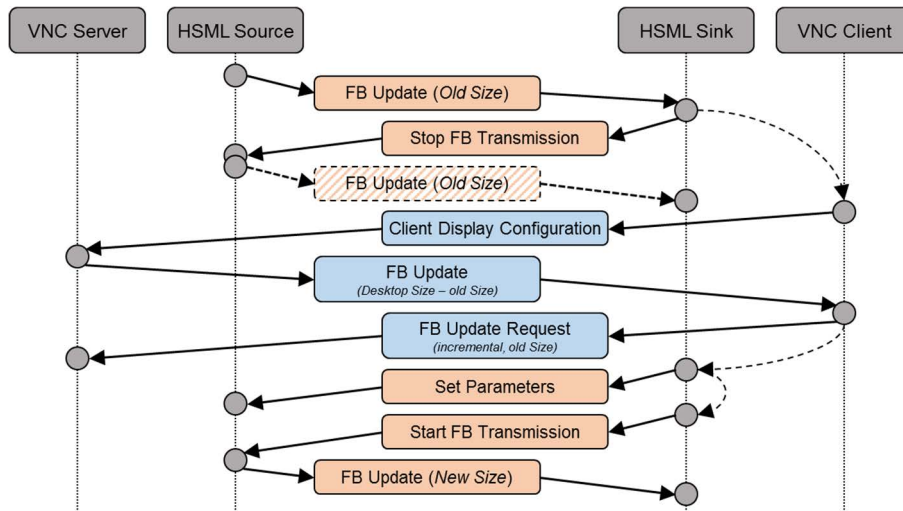 VNC Server
HSML Source
HSML Sink
VNC Client
FB Update (Old Size)
Stop FB Transmission
FB Update (Old Size)
Client Display Configuration
FB Update
(Desktop Size – old Size)
FB Update Request
(incremental, old Size)
Set Parameters
Start FB Transmission
FB Update (New Size)